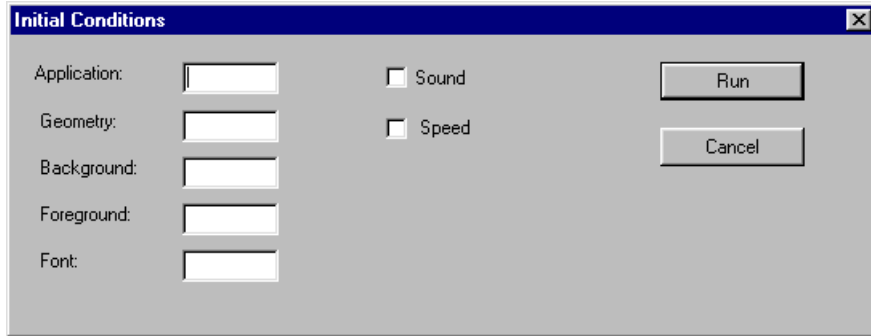 Initial Conditions
Application:
Sound
Run
Geometry:
Speed
Cancel
Background:
Foreground:
Font: